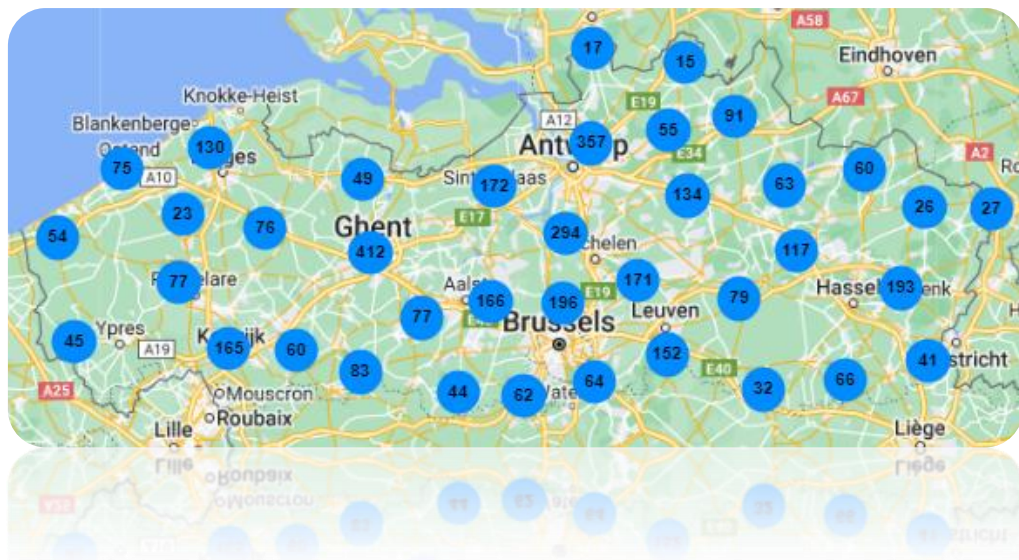 A58
17
Eindhoven
15
Knokke-Heist
E19
A67
91
Blankenberge
A12
55
130
357
Antw
p
E34
A2
75
ges
A10
49
Sint
172
aas
134
63
60
26
27
23
E17
54
76
Ghent
294
chelen
412
117
77
elare
171
Aals
166
196
E19
79
Hassel
193
enk
77
Brussels
Leuven
Ypres
45
A19
K
165
ijk
60
152
41
stricht
83
E40
64
66
A25
44
62
32
Mouscron
Roubaix
Lille
Liège